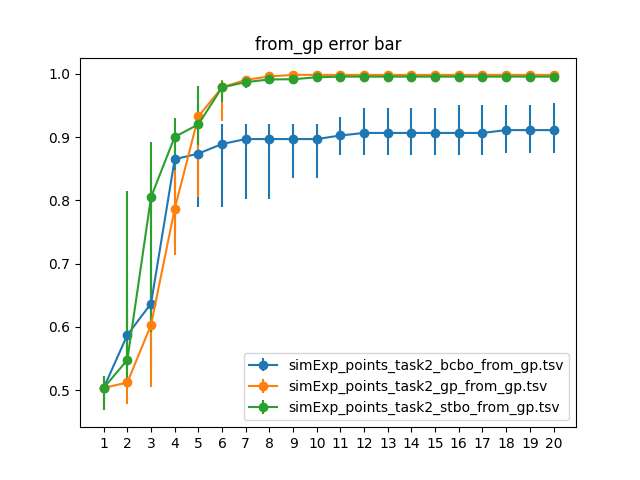 from_gp error bar
1.0
0.9
0.8
0.7
0.6
0.5
simExp_points_task2_bcbo_from_gp.tsv
simExp_points_task2_gp_from_gp.tsv
simExp_points_task2_stbo_from_gp.tsv
1 2 3 4 5 6 7 8 9 10 11 12 13 14 15 16 17 18 19 20